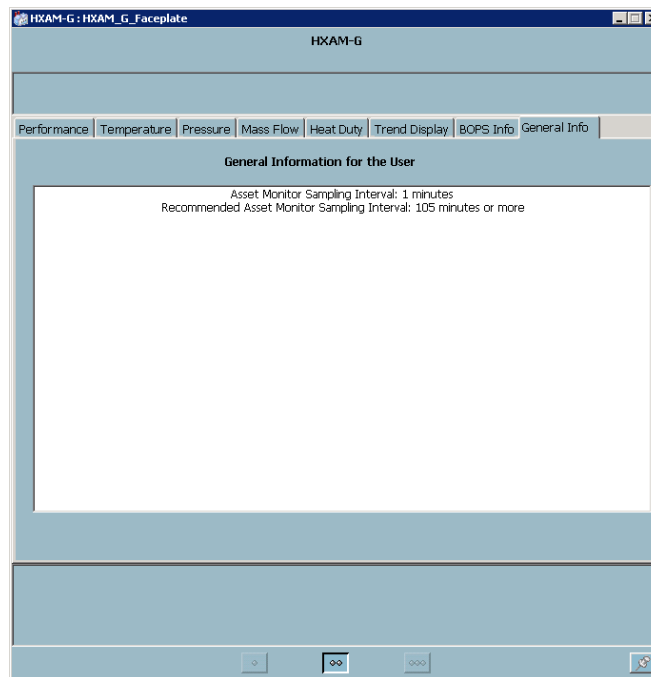 HXAM-G : HXAM_G_Faceplate
HXAM-G
Performance Temperature Pressure Mass Flow Heat Duty Trend Display BOPS Info General Info
General Information for the User
Asset Monitor Sampling Interval: 1 minutes
Recommended Asset Monitor Sampling Interval: 105 minutes or more